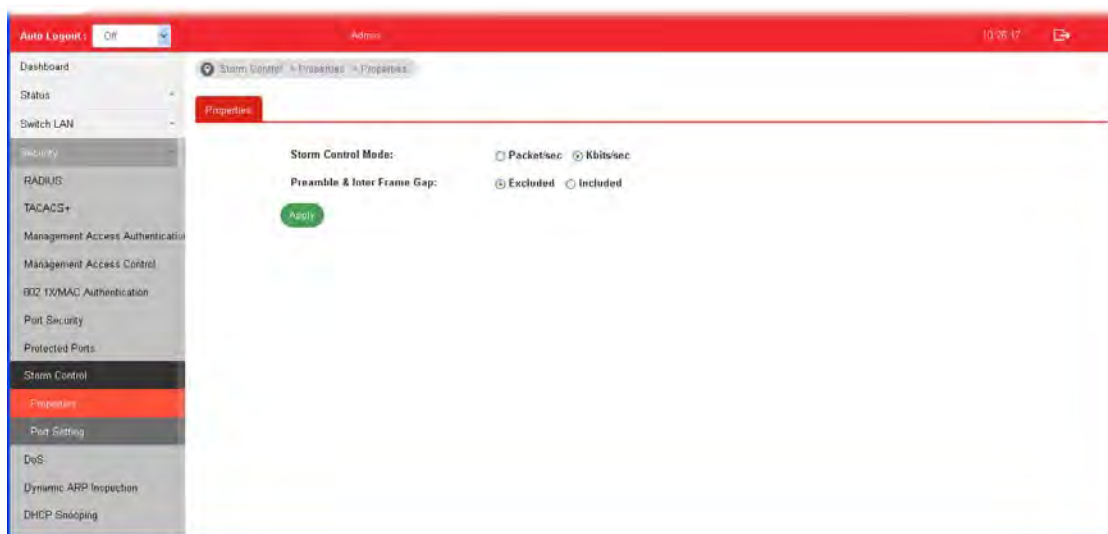 Auto Logout : Off Admin 10:26:17
Dashboard
Storm Control > Properties > Properties
Status
Switch LAN
Properties
Security
RADIUS
TACACS+
Management Access Authenticatio
Management Access Control
802.1X/MAC Authentication
Port Security
Protected Ports
Storm Control
Properties
Port Setting
DoS
Dynamic ARP Inspection
DHCP Snooping
Storm Control Mode: Packet/sec Kbits/sec
Preamble & Inter Frame Gap: Excluded Included
Apply